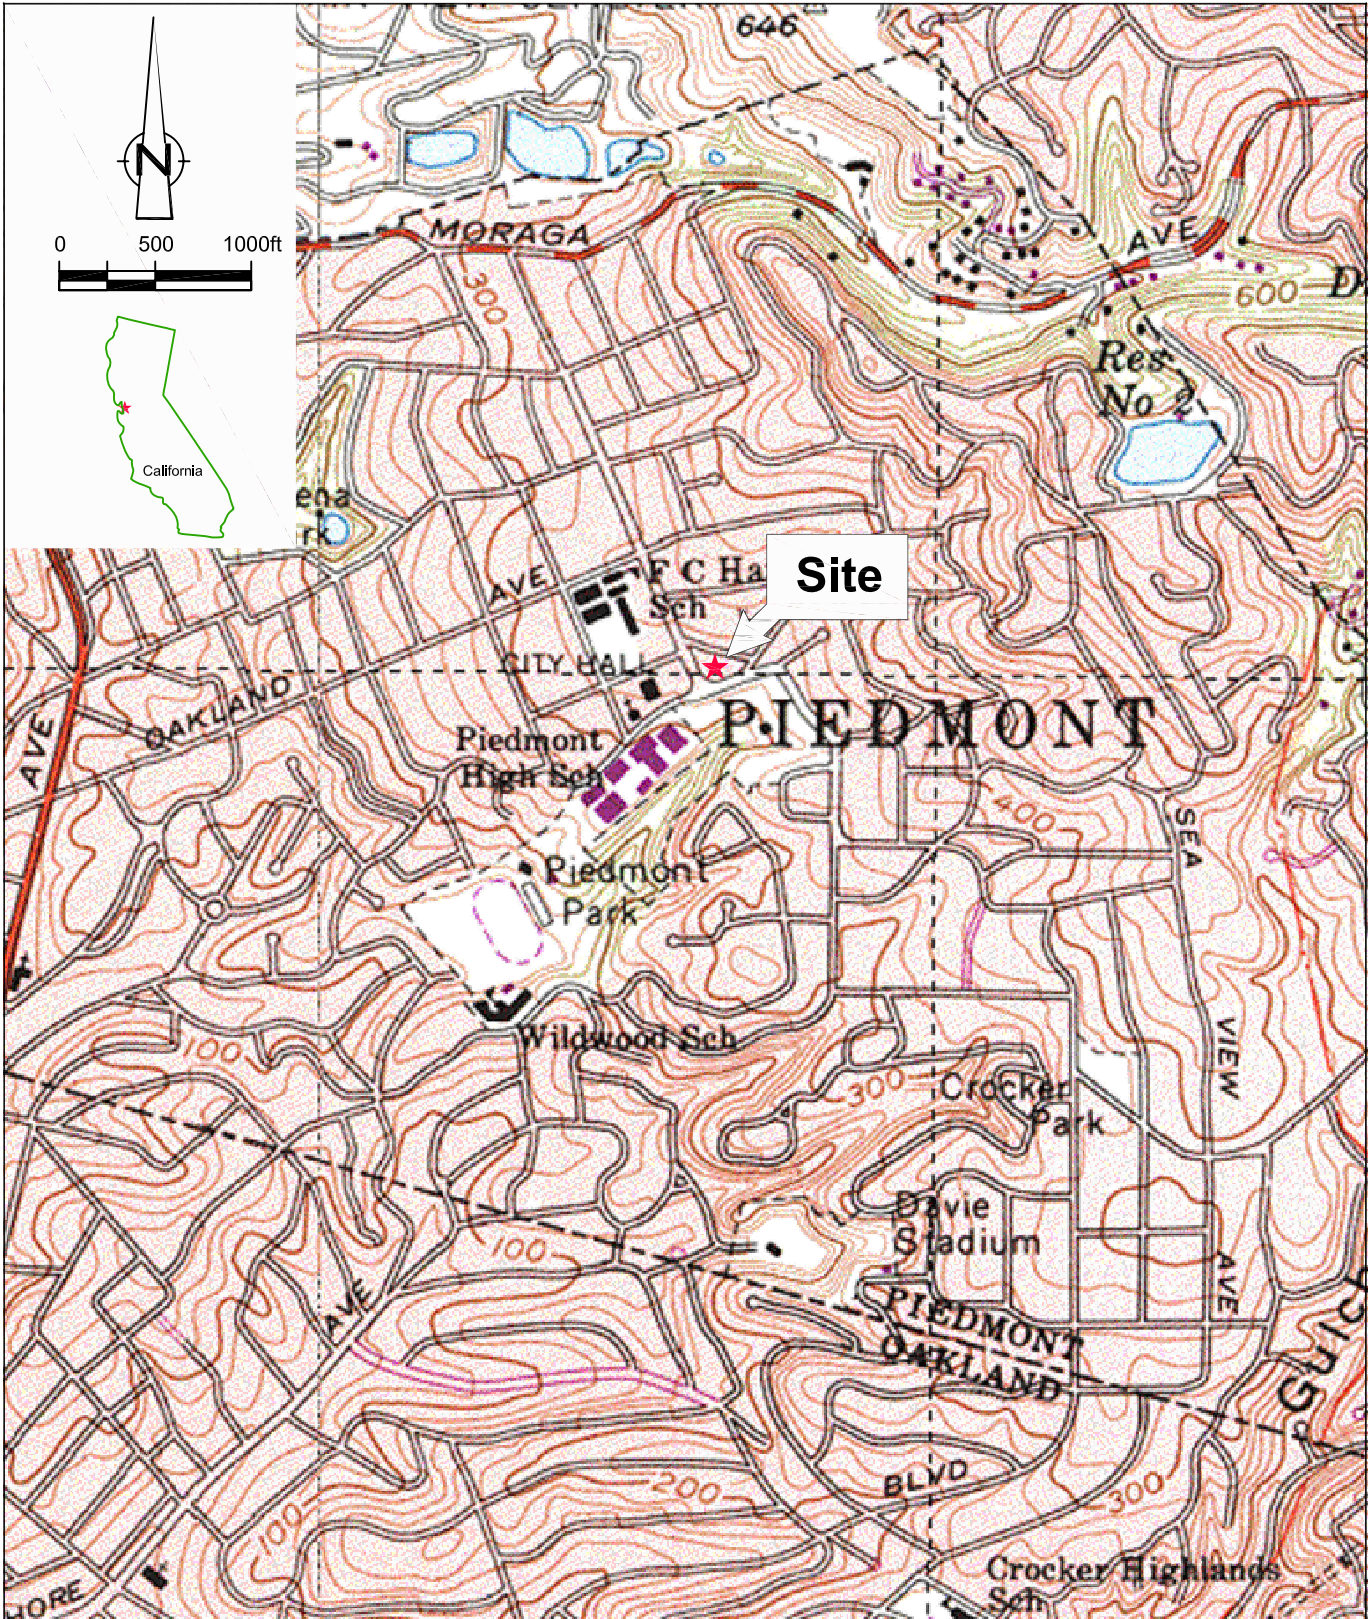 646
N
0 500 1000ft
California
MORAGA
AVE
300
600
Res
No 2
AVE
F C Ha
Sch
Site
CITY HALL
OAKLAND
AVE
PIEDMONT
Piedmont
High Sch
400
SEA
Piedmont
Park
Wildwood Sch
100
VIEW
300
Crocker
Park
Davie
Stadium
100
AVE
AVE
PIEDMONT
OAKLAND
Gulch
BLVD
200
300
100
Crocker Highlands
Sch